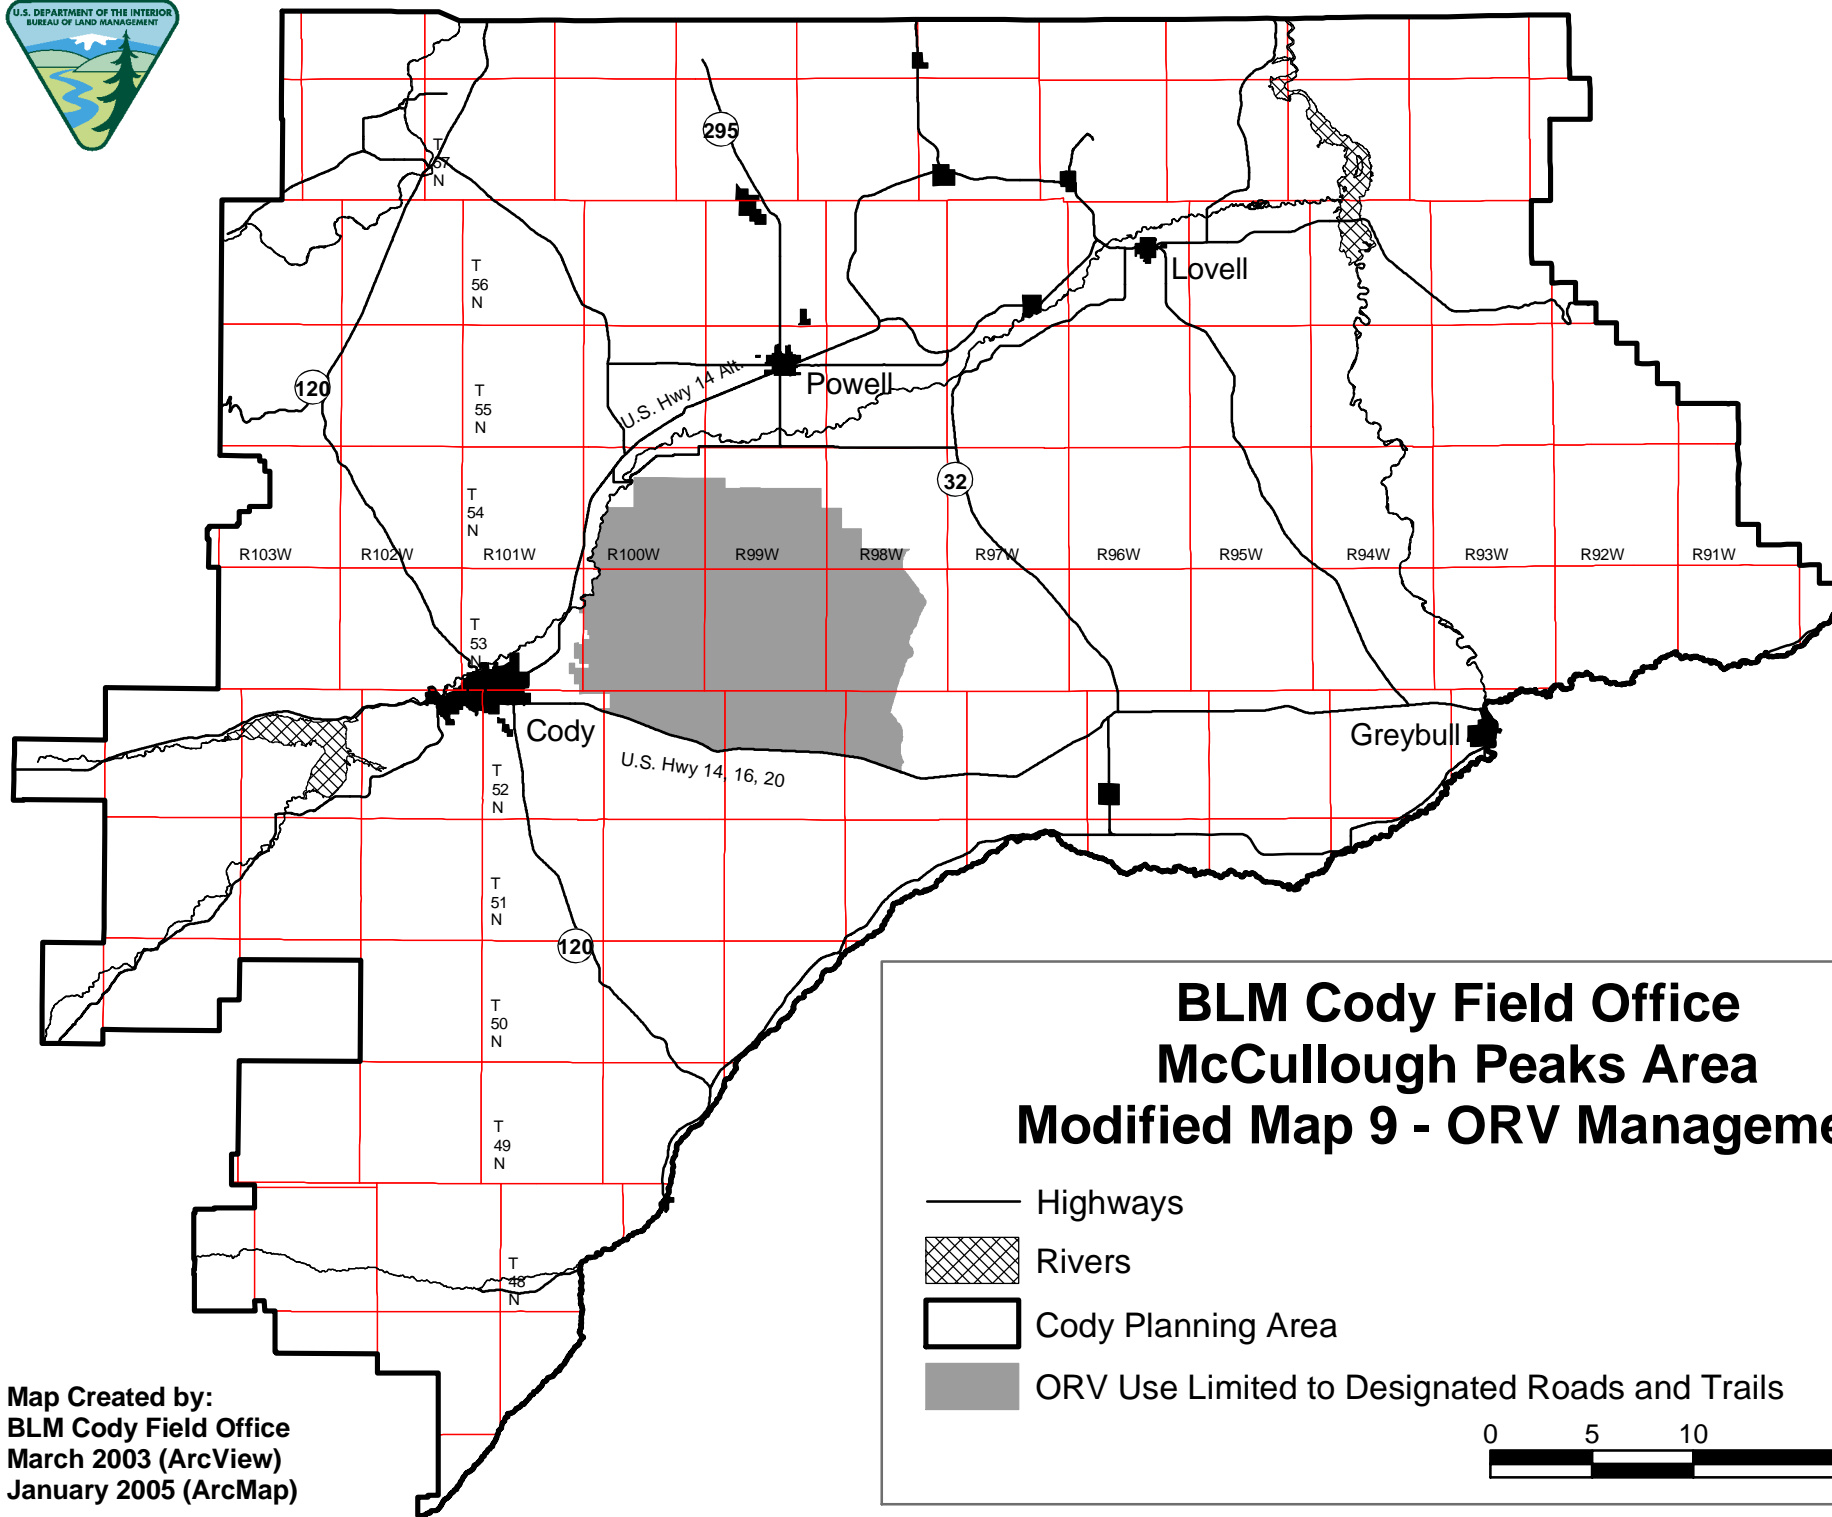 U.S. DEPARTMENT OF THE INTERIOR
BUREAU OF LAND MANAGEMENT
295
T
57
N
T
56
N
Lovell
120
U.S. Hwy 14 Alt.
Powell
T
55
N
32
T
54
N
R103W R102W R101W R100W R99W R98W R97W R96W R95W R94W R93W R92W R91W
T
53
N
Cody
Greybull
U.S. Hwy 14, 16, 20
T
52
N
T
51
N
120
T
50
N
T
49
N
T
48
N
BLM Cody Field Office
McCullough Peaks Area
Modified Map 9 - ORV Manageme
Highways
Rivers
Cody Planning Area
ORV Use Limited to Designated Roads and Trails
0 5 10
Map Created by:
BLM Cody Field Office
March 2003 (ArcView)
January 2005 (ArcMap)